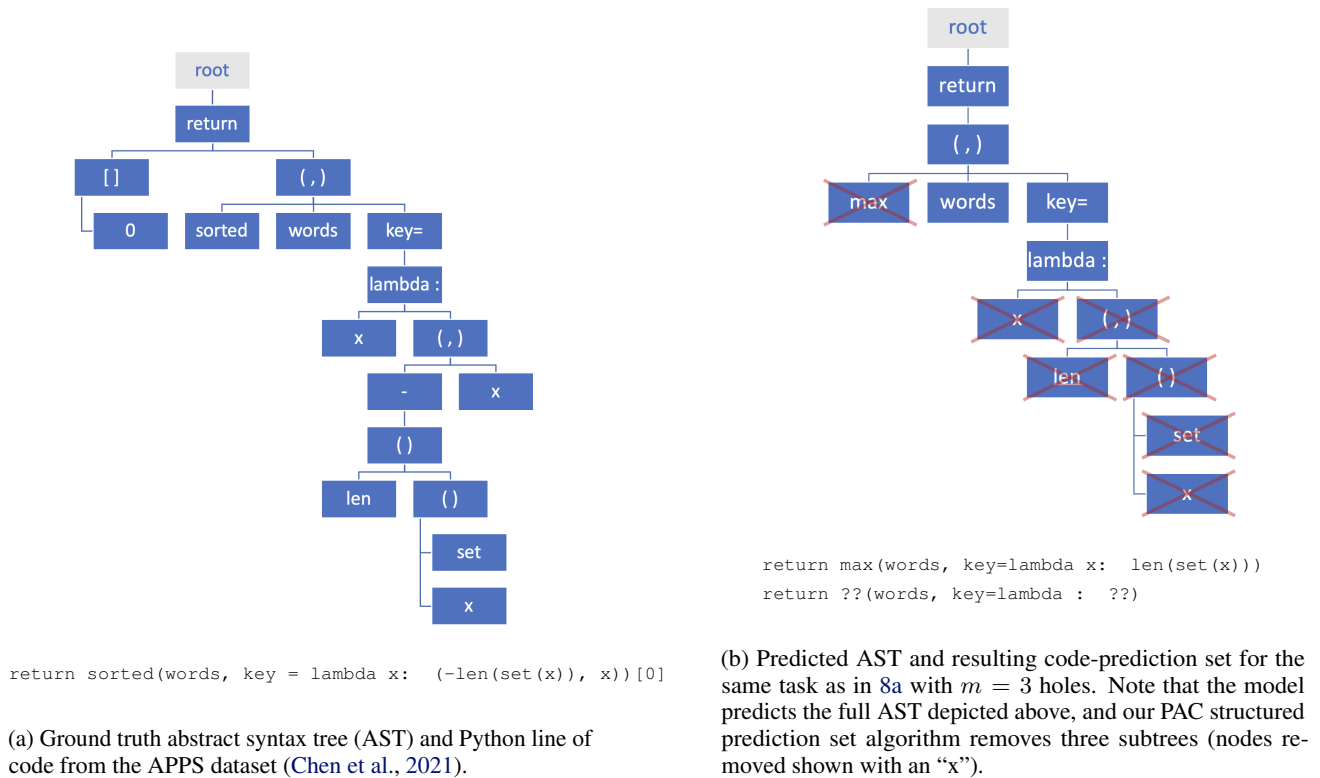 root
return
[ ]
( , )
0
sorted
words
key=
lambda :
x
( , )
-
x
( )
len
( )
set
x
return sorted(words, key = lambda x: (-len(set(x)), x))[0]
(a) Ground truth abstract syntax tree (AST) and Python line of
code from the APPS dataset (Chen et al., 2021).
root
return
( , )
max
words
key=
lambda :
x
( , )
len
( )
set
x
return max(words, key=lambda x: len(set(x)))
return ??(words, key=lambda : ??)
(b) Predicted AST and resulting code-prediction set for the
same task as in 8a with m = 3 holes. Note that the model
predicts the full AST depicted above, and our PAC structured
prediction set algorithm removes three subtrees (nodes re-
moved shown with an “x”).